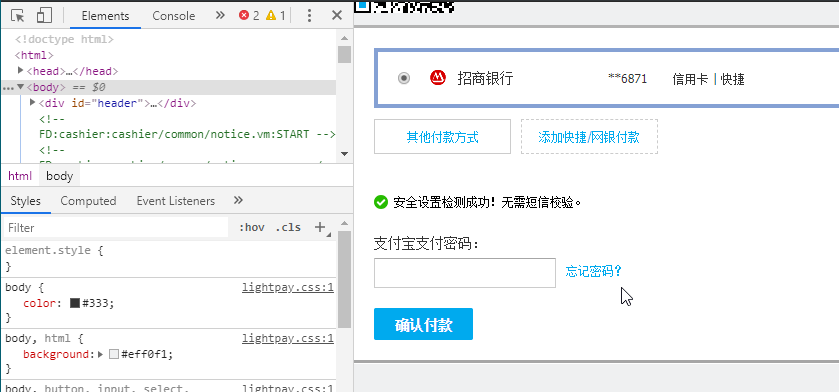 Elements Console » 2 1
<!doctype html>
<html>
<head>…</head>
<body> == $0
<div id="header">…</div>
<!--
FD:cashier:cashier/common/notice.vm:START -->
<!--
html body
Styles Computed Event Listeners »
Filter :hov .cls +
element.style {
}
body { lightpay.css:1
color: #333;
}
body, html { lightpay.css:1
background: #eff0f1;
}
body, button, input, select, lightpay.css:1
招商银行 **6871 信用卡 | 快捷
其他付款方式 添加快捷/网银付款
安全设置检测成功！无需短信校验。
支付宝支付密码：
忘记密码?
确认付款